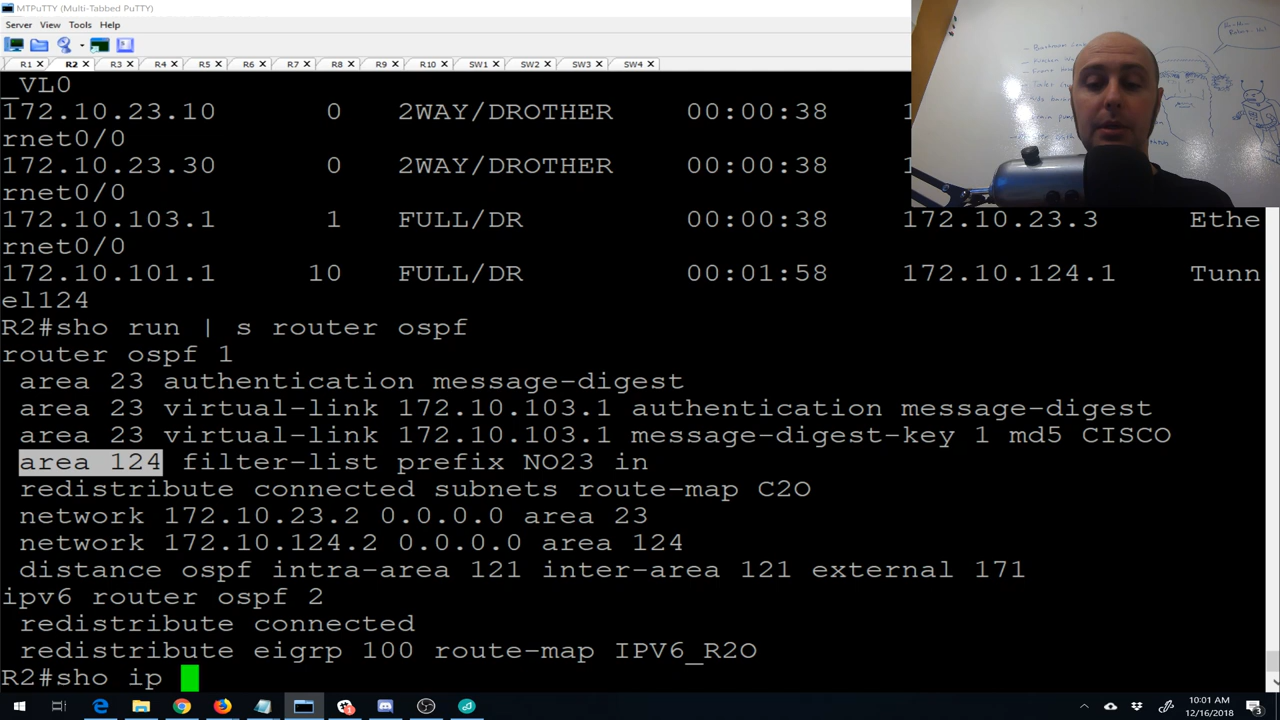 MTPuTTY (Multi-Tabbed PuTTY)
Server View Tools Help
R1 R2 R3 R4 R5 R6 R7 R8 R9 R10 SW1 SW2 SW3 SW4
_VL0
172.10.23.10 0 2WAY/DROTHER 00:00:38 1
rnet0/0
172.10.23.30 0 2WAY/DROTHER 00:00:38 1
rnet0/0
172.10.103.1 1 FULL/DR 00:00:38 172.10.23.3 Ethe
rnet0/0
172.10.101.1 10 FULL/DR 00:01:58 172.10.124.1 Tunn
el124
R2#sho run | s router ospf
router ospf 1
area 23 authentication message-digest
area 23 virtual-link 172.10.103.1 authentication message-digest
area 23 virtual-link 172.10.103.1 message-digest-key 1 md5 CISCO
area 124 filter-list prefix NO23 in
redistribute connected subnets route-map C2O
network 172.10.23.2 0.0.0.0 area 23
network 172.10.124.2 0.0.0.0 area 124
distance ospf intra-area 121 inter-area 121 external 171
ipv6 router ospf 2
redistribute connected
redistribute eigrp 100 route-map IPV6_R2O
R2#sho ip
10:01 AM
12/16/2018
3